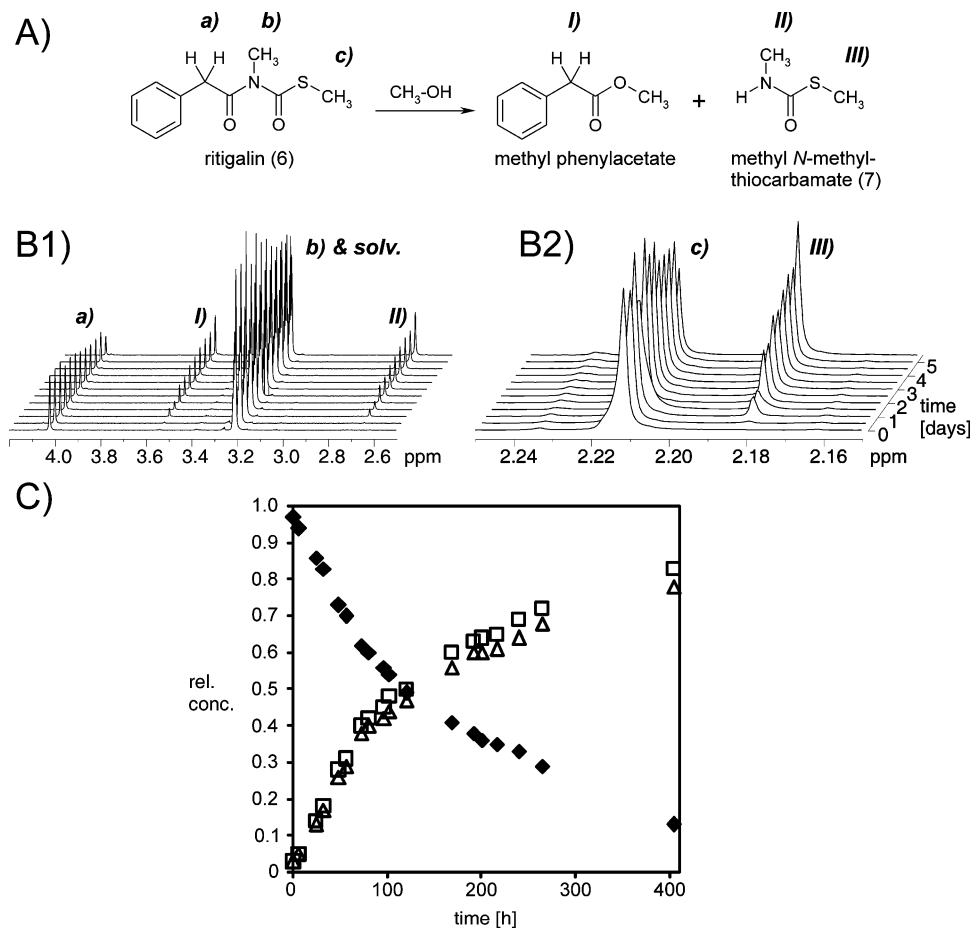 A)
a) b) c) I) II) III)
H H CH3 S CH3 N O O
CH3-OH
H H O CH3 O
+
CH3 H N S CH3 O
ritigalin (6)
methyl phenylacetate
methyl N-methyl-
thiocarbamate (7)
B1)
b) & solv.
a)
I)
II)
4.0 3.8 3.6 3.4 3.2 3.0 2.8 2.6 ppm
B2)
c)
III)
5
4
3
2
1
0
time
[days]
2.24 2.22 2.20 2.18 2.16 ppm
C)
1.0
0.9
0.8
0.7
0.6
0.5
0.4
0.3
0.2
0.1
0
rel.
conc.
0 100 200 300 400
time [h]